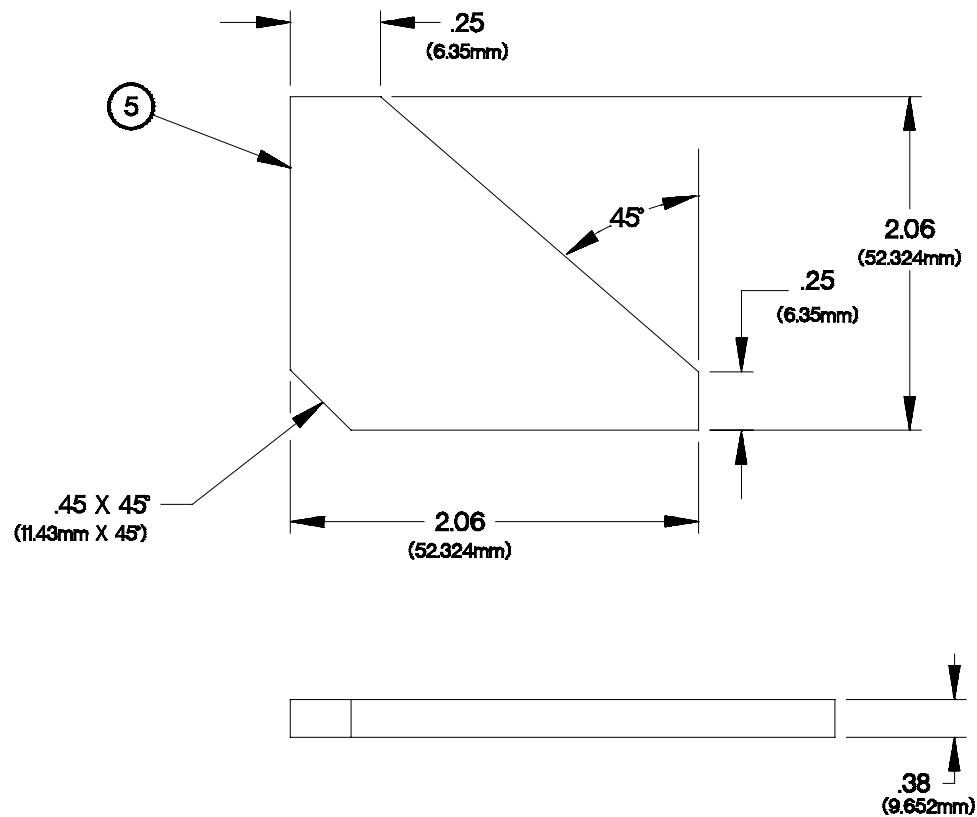 .25
(6.35mm)
5
45°
2.06
(52.324mm)
.25
(6.35mm)
.45 X 45°
(11.43mm X 45°)
2.06
(52.324mm)
.38
(9.652mm)